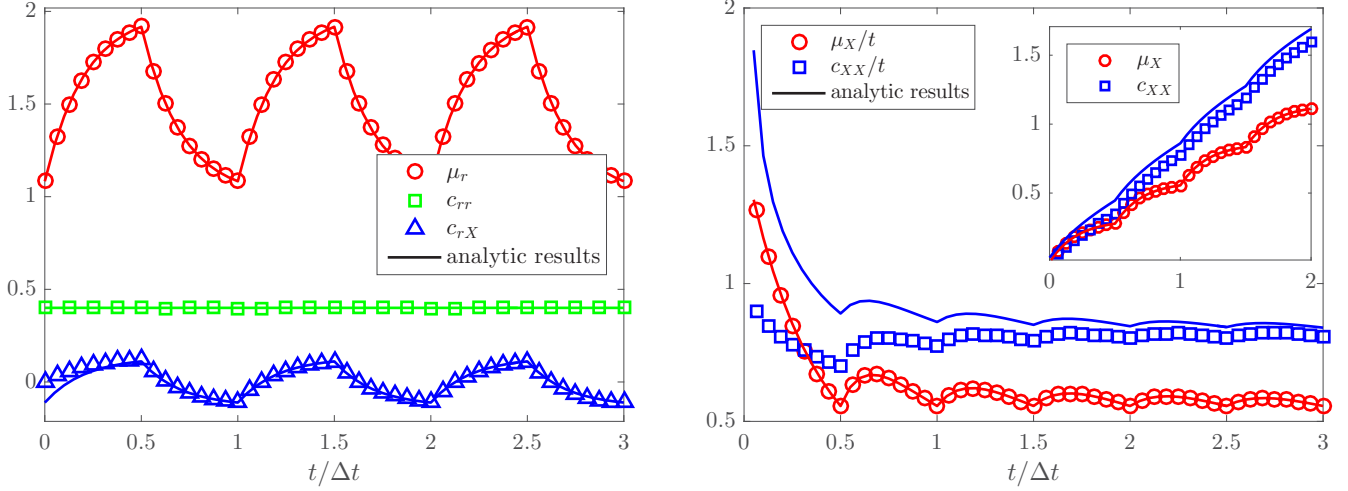 2
1.5
1
0.5
0
μ_r
c_rr
c_rX
analytic results
0 0.5 1 1.5 2 2.5 3
t/Δt
2
1.5
1
0.5
μ_X/t
c_XX/t
analytic results
1.5
1
0.5
μ_X
c_XX
0 1 2
0 0.5 1 1.5 2 2.5 3
t/Δt